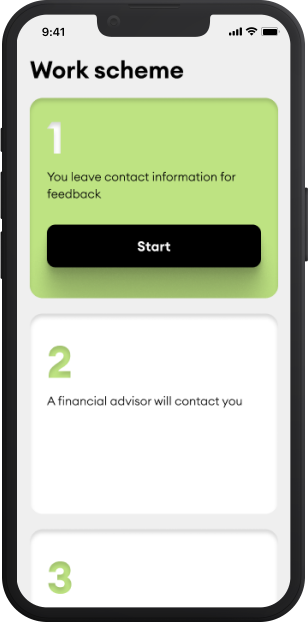 9:41
Work scheme
1
You leave contact information for
feedback
Start
2
A financial advisor will contact you
3